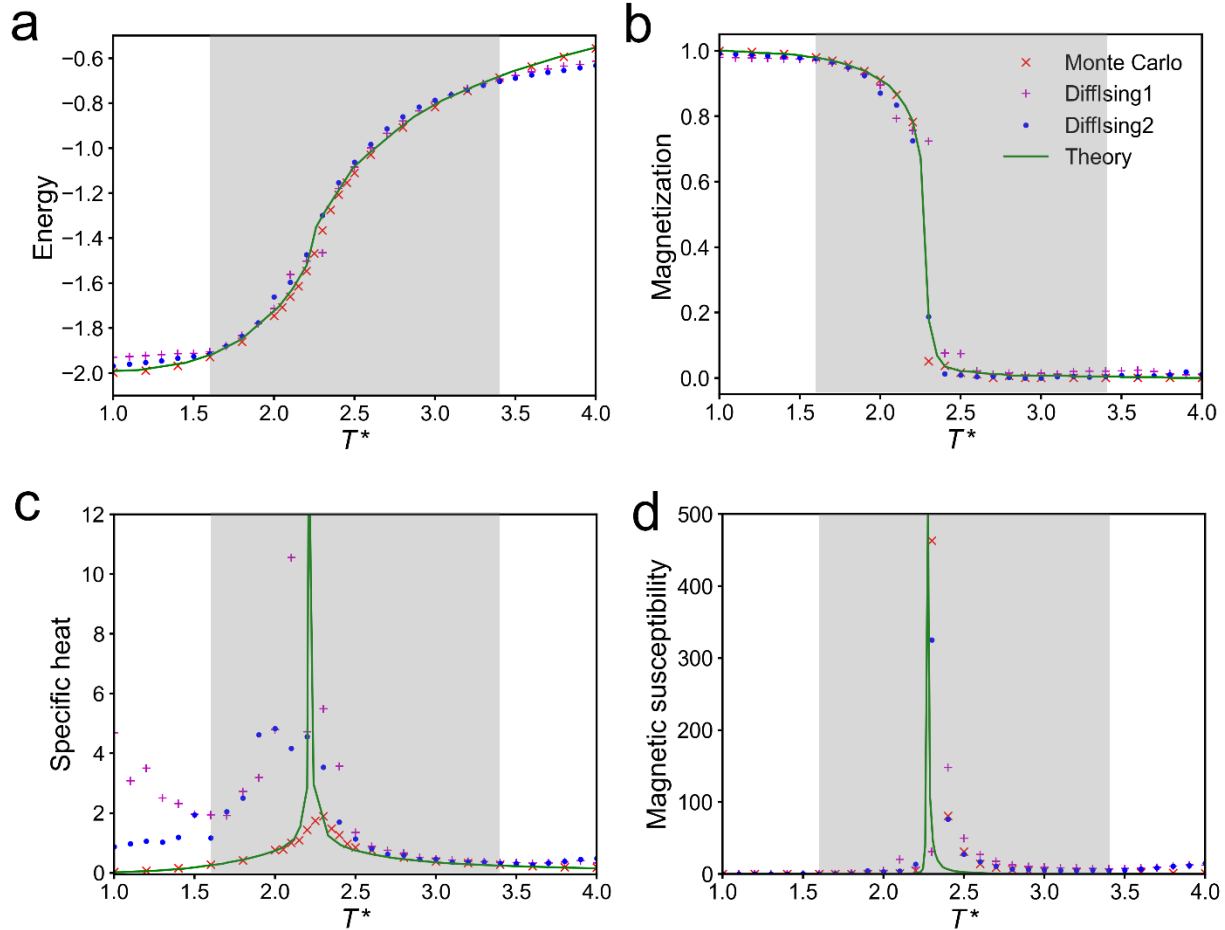 a
Energy
−0.6
−0.8
−1.0
−1.2
−1.4
−1.6
−1.8
−2.0
1.0 1.5 2.0 2.5 3.0 3.5 4.0
T*
b
Magnetization
1.0
0.8
0.6
0.4
0.2
0.0
Monte Carlo
DiffIsing1
DiffIsing2
Theory
1.0 1.5 2.0 2.5 3.0 3.5 4.0
T*
c
Specific heat
12
10
8
6
4
2
0
1.0 1.5 2.0 2.5 3.0 3.5 4.0
T*
d
Magnetic susceptibility
500
400
300
200
100
0
1.0 1.5 2.0 2.5 3.0 3.5 4.0
T*